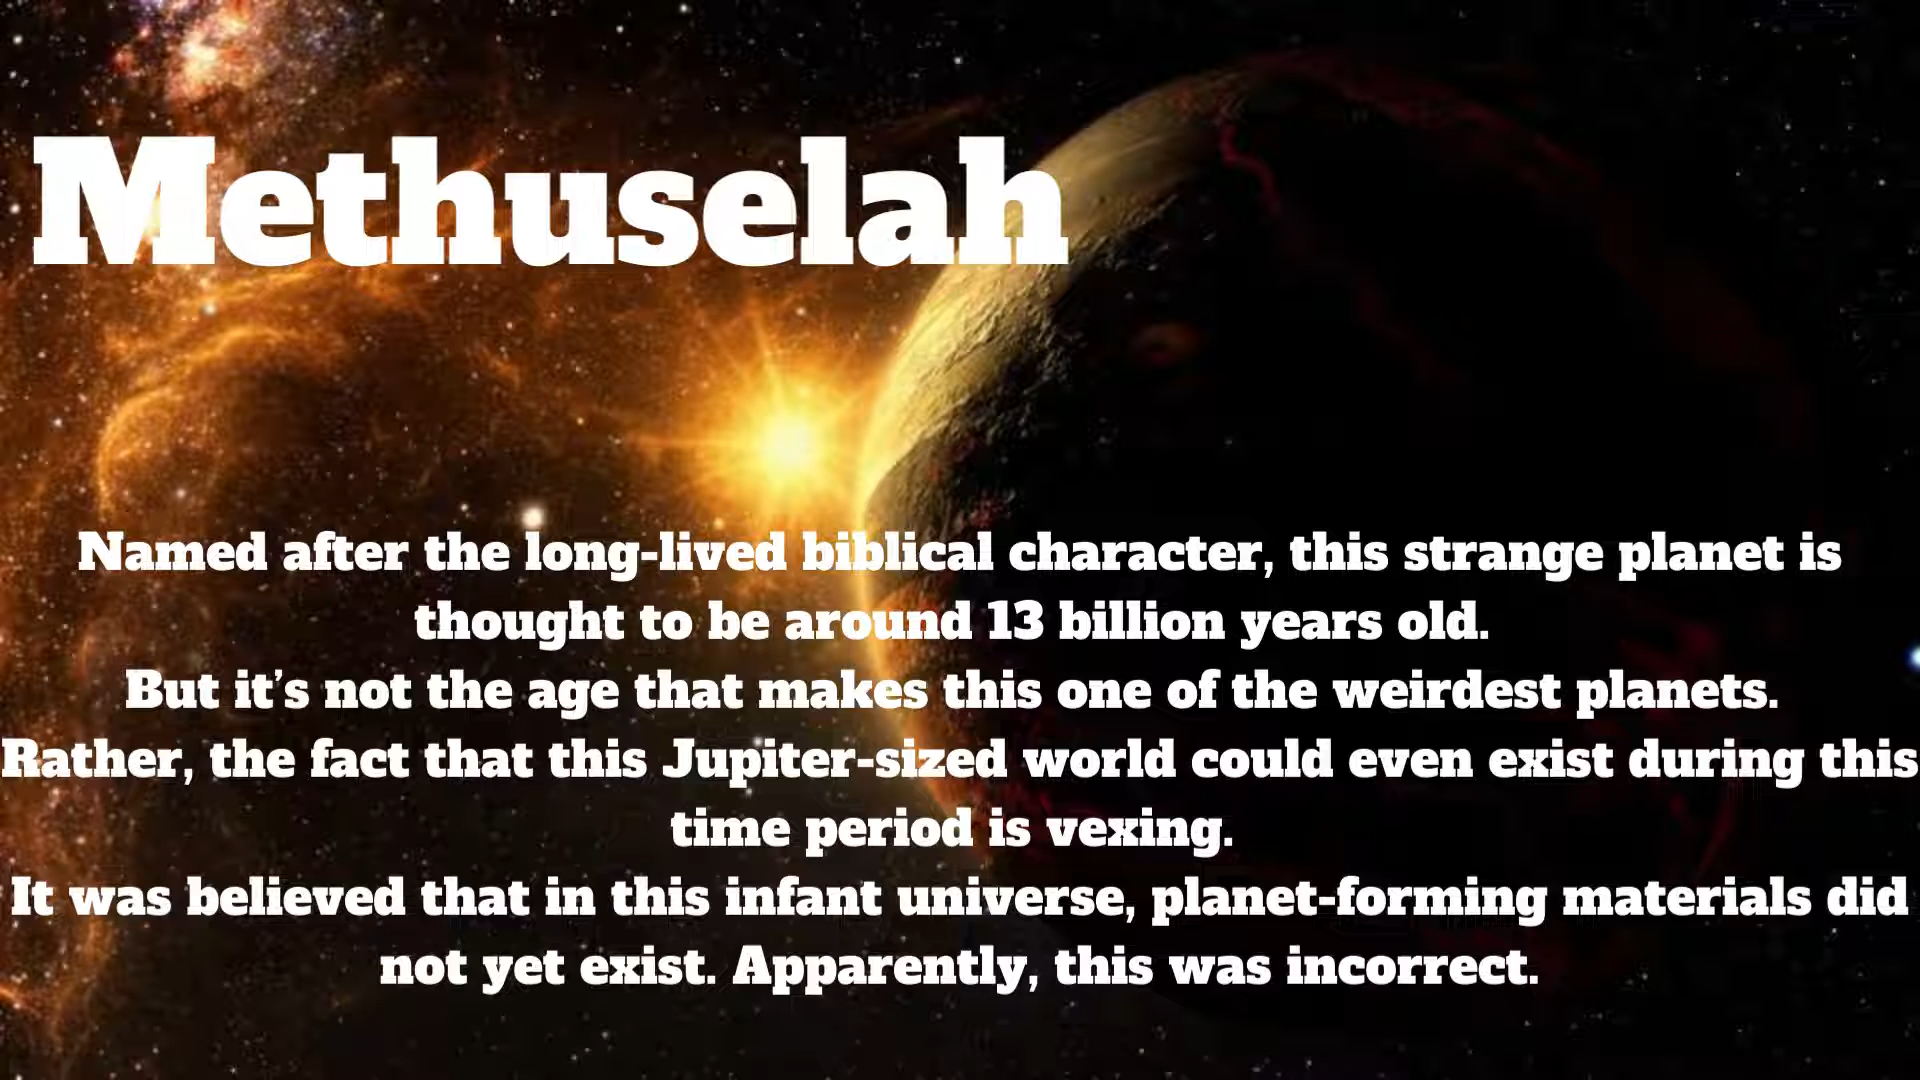 Methuselah
Named after the long-lived biblical character, this strange planet is
thought to be around 13 billion years old.
But it’s not the age that makes this one of the weirdest planets.
Rather, the fact that this Jupiter-sized world could even exist during this
time period is vexing.
It was believed that in this infant universe, planet-forming materials did
not yet exist. Apparently, this was incorrect.